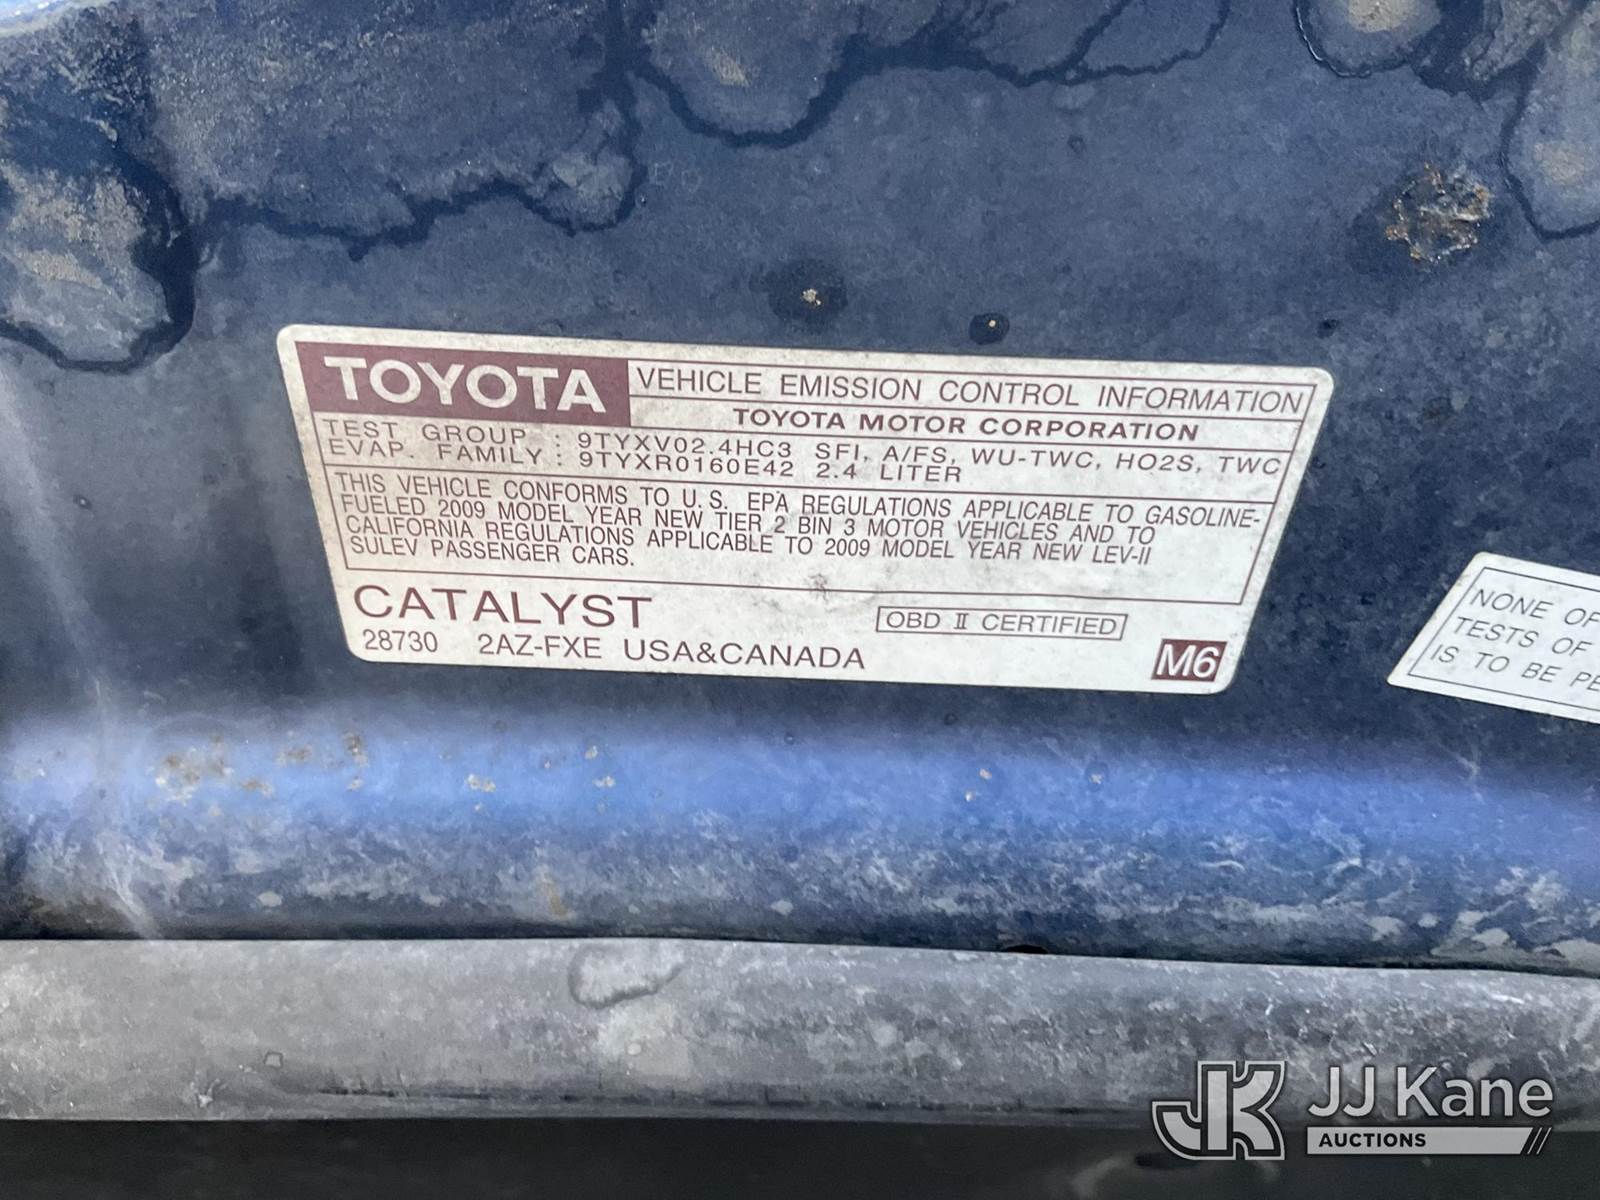 TOYOTA VEHICLE EMISSION CONTROL INFORMATION
TOYOTA MOTOR CORPORATION
TEST GROUP : 9TYXV02.4HC3 SFI, A/FS, WU-TWC, HO2S, TWC
EVAP. FAMILY : 9TYXR0160E42 2.4 LITER
THIS VEHICLE CONFORMS TO U.S. EPA REGULATIONS APPLICABLE TO GASOLINE-
FUELED 2009 MODEL YEAR NEW TIER 2 BIN 3 MOTOR VEHICLES AND TO
CALIFORNIA REGULATIONS APPLICABLE TO 2009 MODEL YEAR NEW LEV-II
SULEV PASSENGER CARS.
CATALYST
OBD II CERTIFIED
28730 2AZ-FXE USA&CANADA
M6
NONE OF
TESTS OF
IS TO BE
JK JJ Kane
AUCTIONS